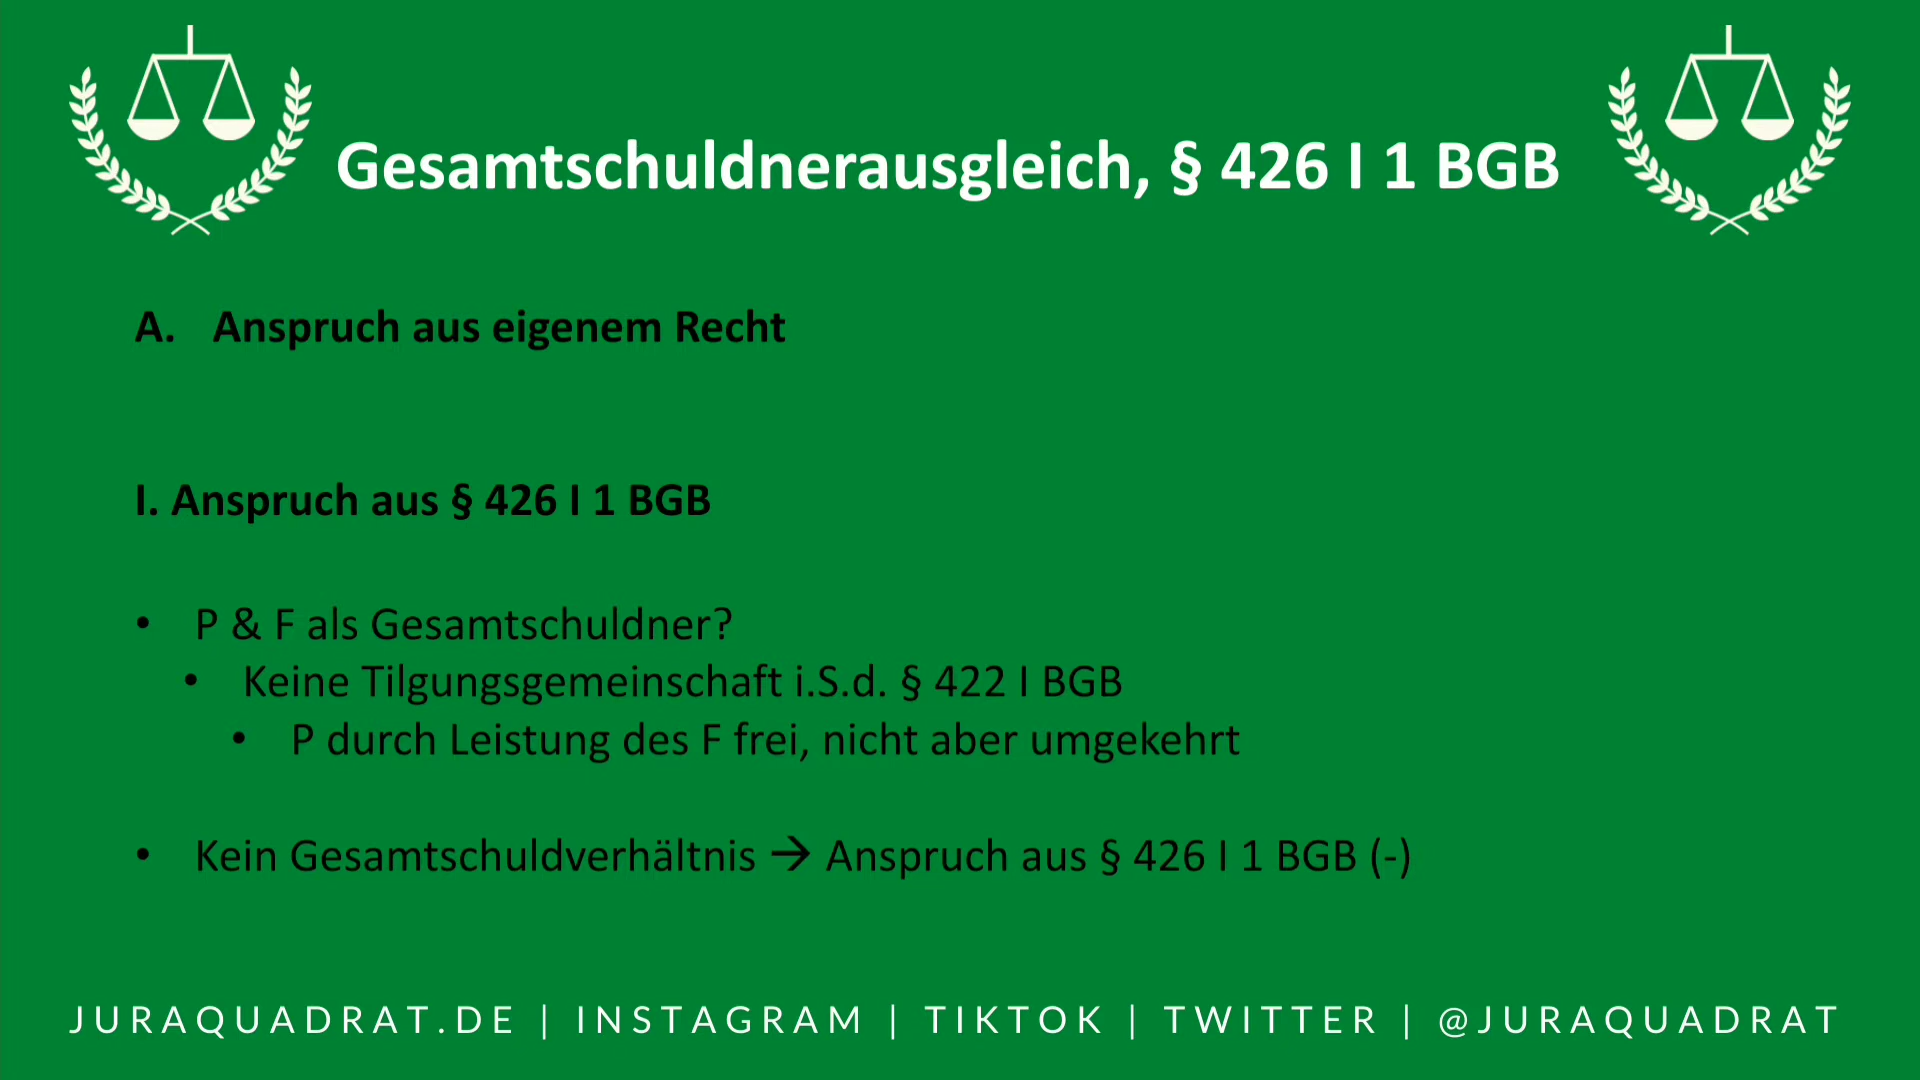 Gesamtschuldnerausgleich, § 426 I 1 BGB
A. Anspruch aus eigenem Recht
I. Anspruch aus § 426 I 1 BGB
• P & F als Gesamtschuldner?
• Keine Tilgungsgemeinschaft i.S.d. § 422 I BGB
• P durch Leistung des F frei, nicht aber umgekehrt
• Kein Gesamtschuldverhältnis → Anspruch aus § 426 I 1 BGB (-)
JURAQUADRAT.DE | INSTAGRAM | TIKTOK | TWITTER | @JURAQUADRAT